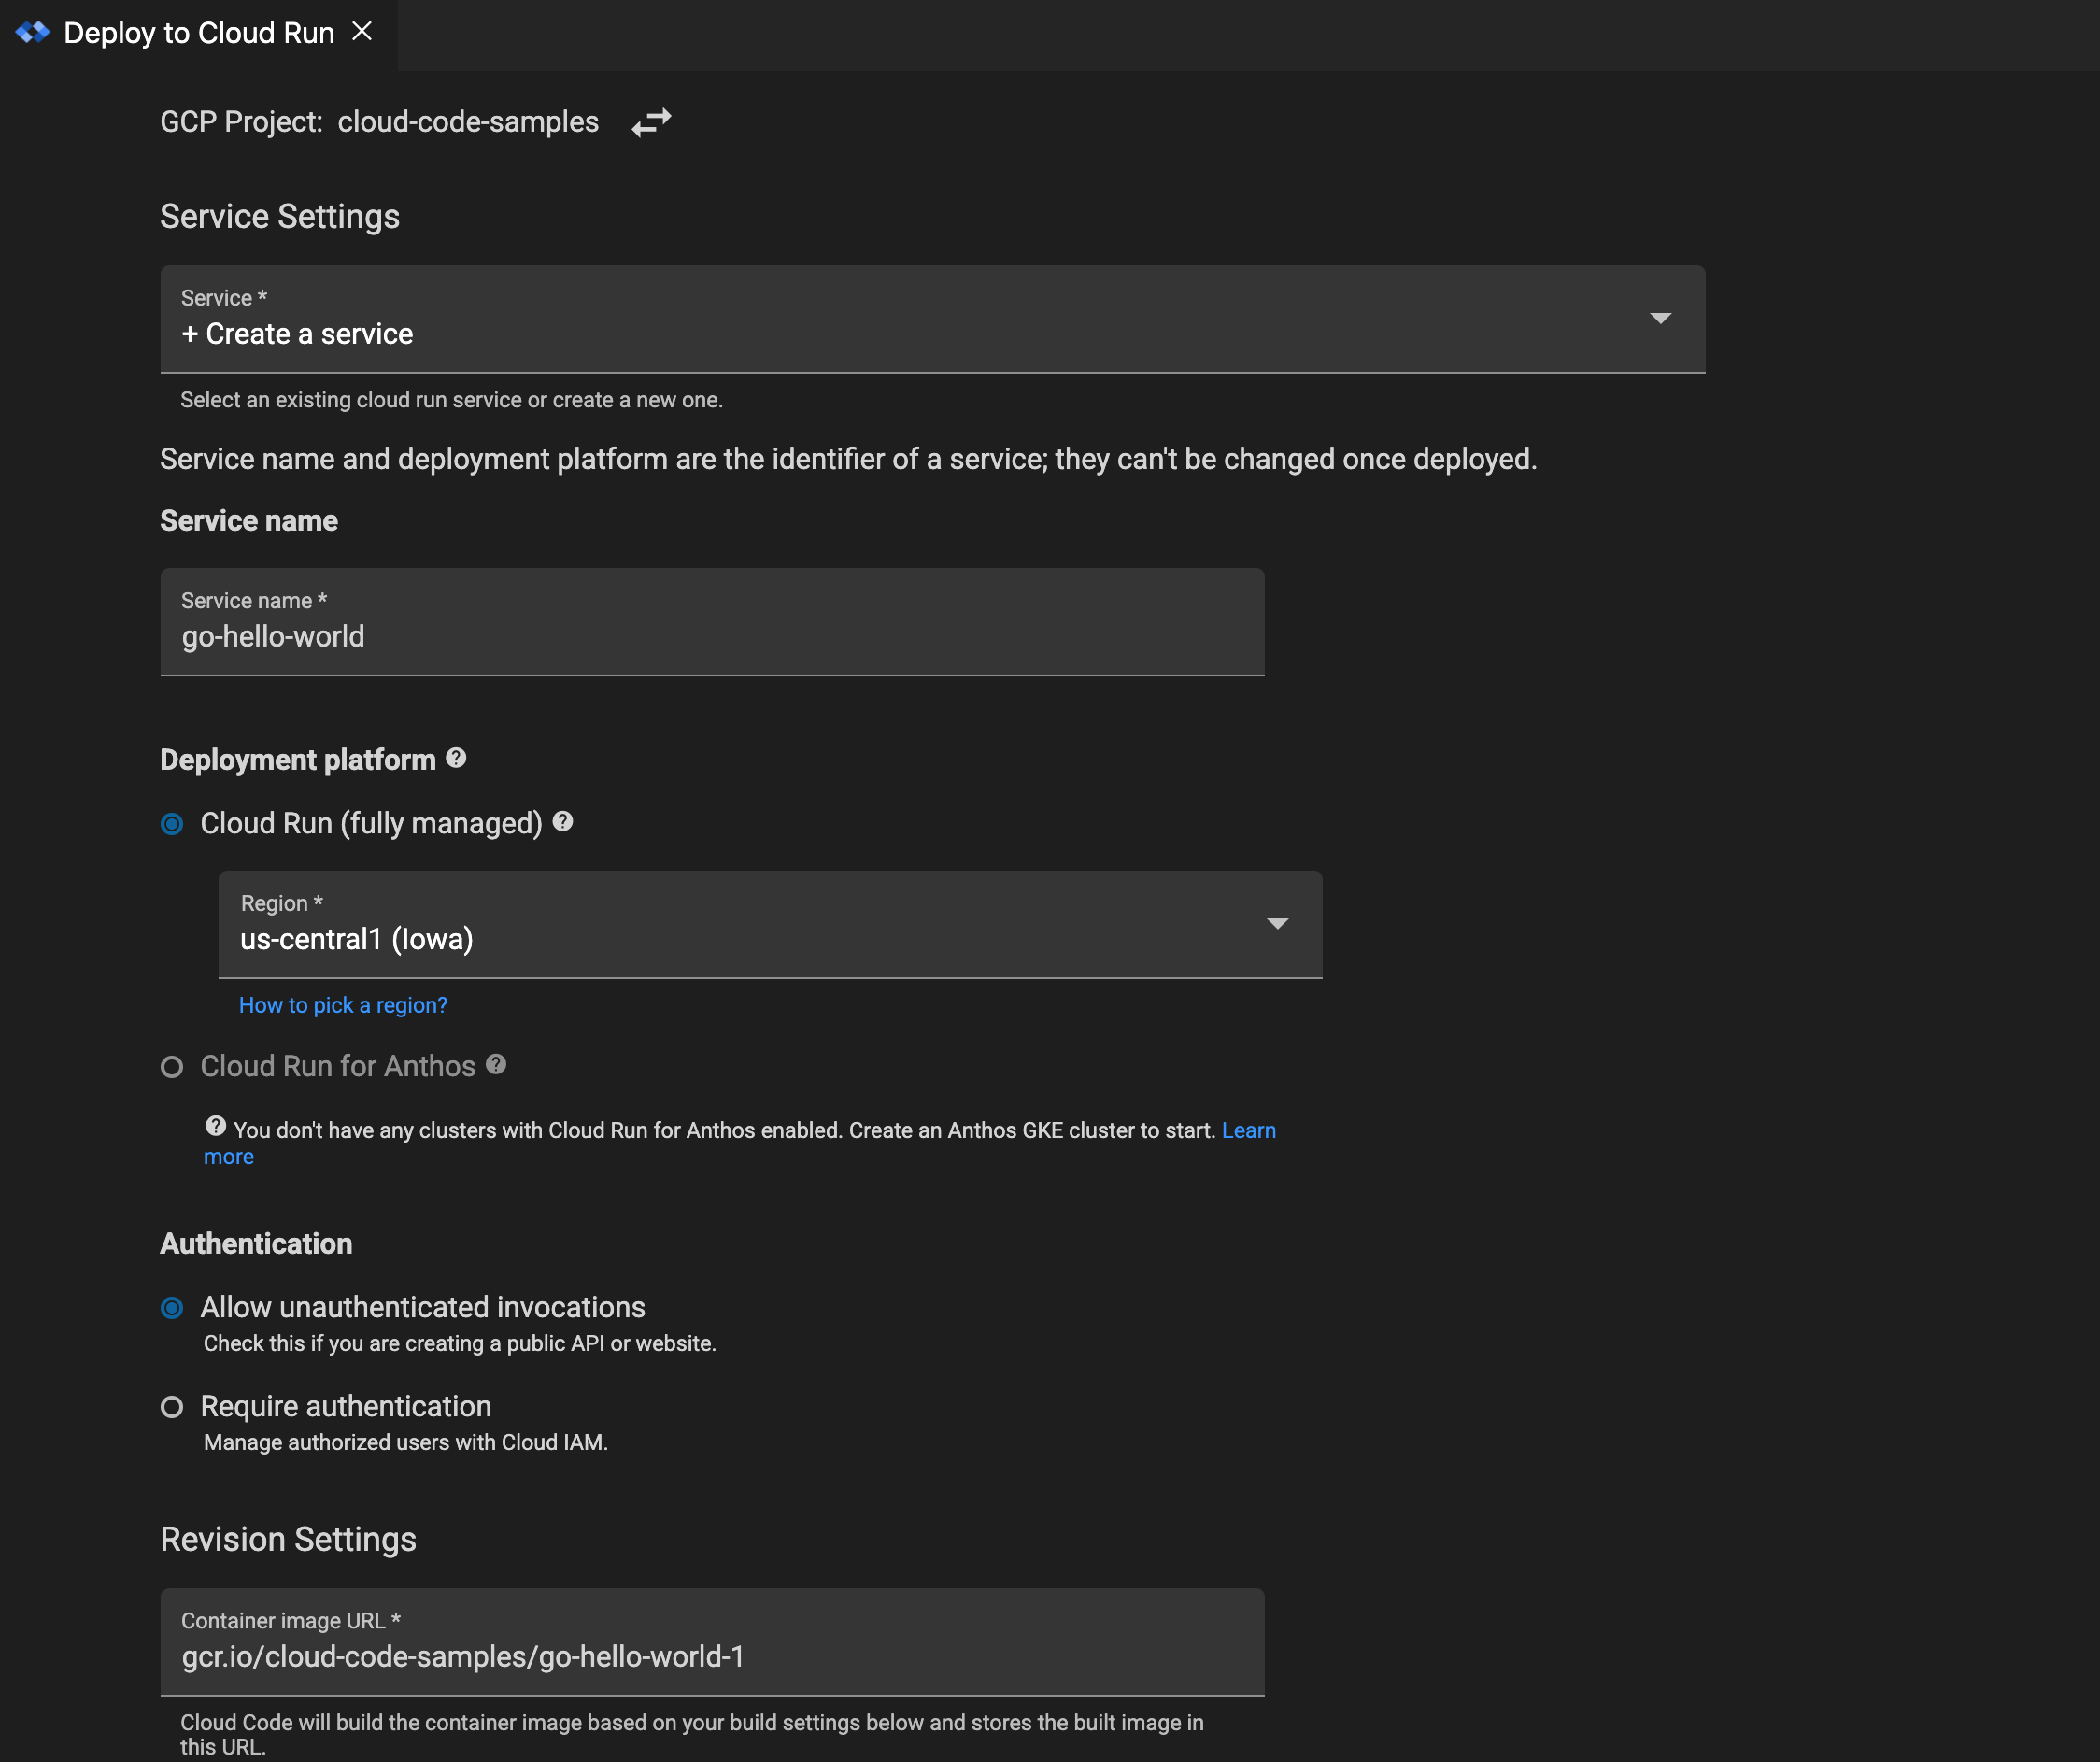 Deploy to Cloud Run
GCP Project: cloud-code-samples
Service Settings
Service *
+ Create a service
Select an existing cloud run service or create a new one.
Service name and deployment platform are the identifier of a service; they can't be changed once deployed.
Service name
Service name *
go-hello-world
Deployment platform
Cloud Run (fully managed)
Region *
us-central1 (Iowa)
How to pick a region?
Cloud Run for Anthos
You don't have any clusters with Cloud Run for Anthos enabled. Create an Anthos GKE cluster to start. Learn
more
Authentication
Allow unauthenticated invocations
Check this if you are creating a public API or website.
Require authentication
Manage authorized users with Cloud IAM.
Revision Settings
Container image URL *
gcr.io/cloud-code-samples/go-hello-world-1
Cloud Code will build the container image based on your build settings below and stores the built image in
this URL.